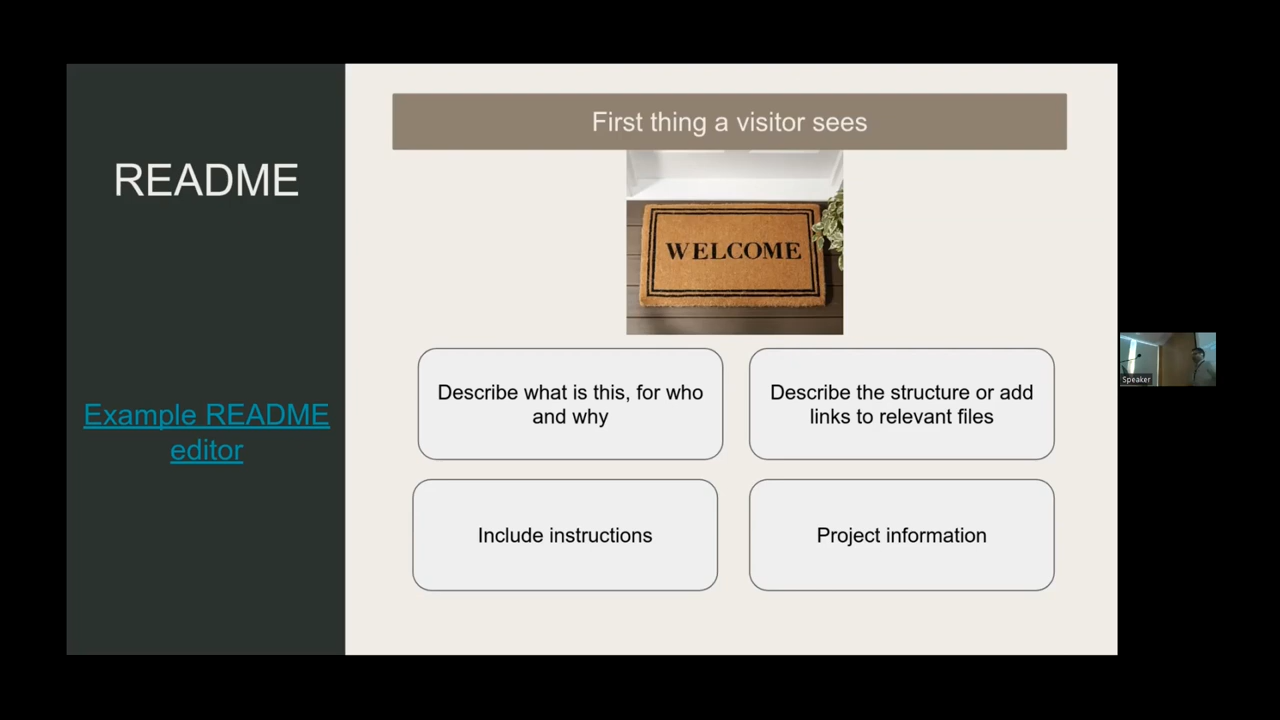 README
Example README
editor
First thing a visitor sees
WELCOME
Describe what is this, for who
and why
Describe the structure or add
links to relevant files
Include instructions
Project information
Speaker